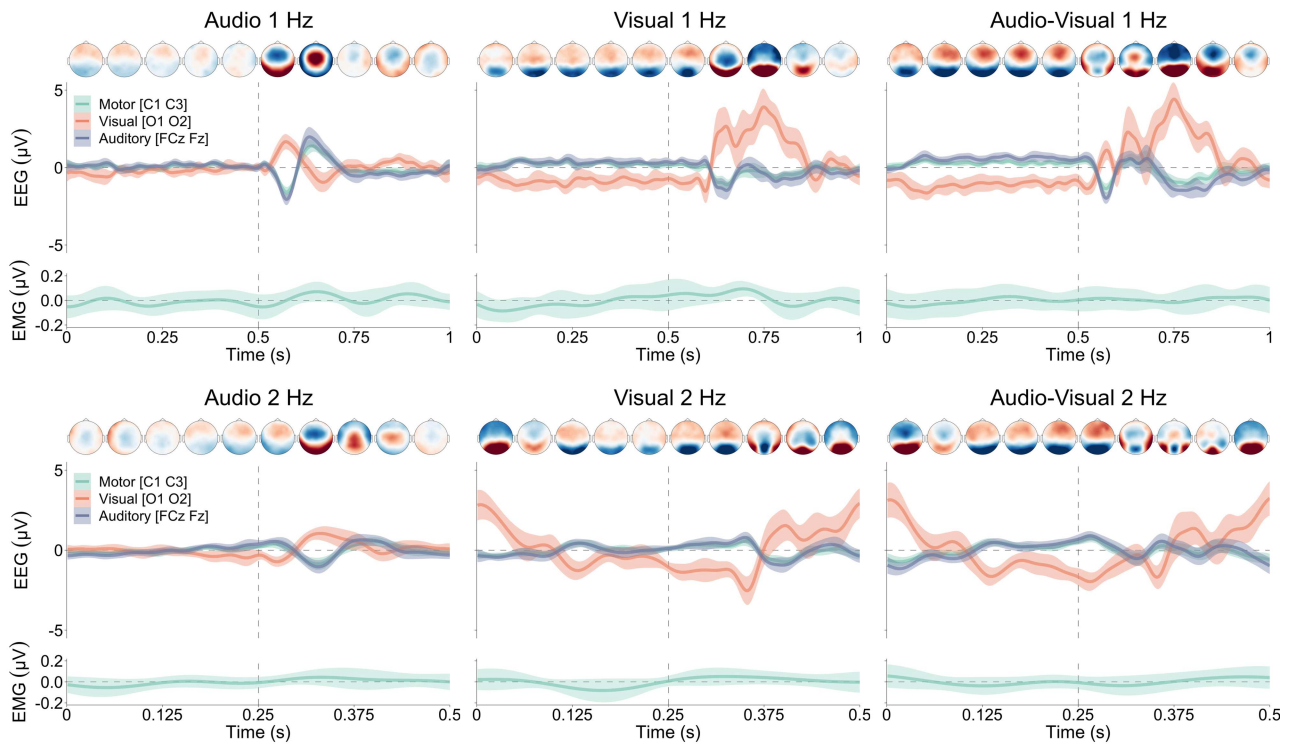 Audio 1 Hz
Visual 1 Hz
Audio-Visual 1 Hz
EEG (µV)
5
0
-5
Motor [C1 C3]
Visual [O1 O2]
Auditory [FCz Fz]
EMG (µV)
0.2
0.0
-0.2
0 0.25 0.5 0.75 1
0 0.25 0.5 0.75 1
0 0.25 0.5 0.75 1
Time (s)
Time (s)
Time (s)
Audio 2 Hz
Visual 2 Hz
Audio-Visual 2 Hz
EEG (µV)
5
0
-5
Motor [C1 C3]
Visual [O1 O2]
Auditory [FCz Fz]
EMG (µV)
0.2
0.0
-0.2
0 0.125 0.25 0.375 0.5
0 0.125 0.25 0.375 0.5
0 0.125 0.25 0.375 0.5
Time (s)
Time (s)
Time (s)